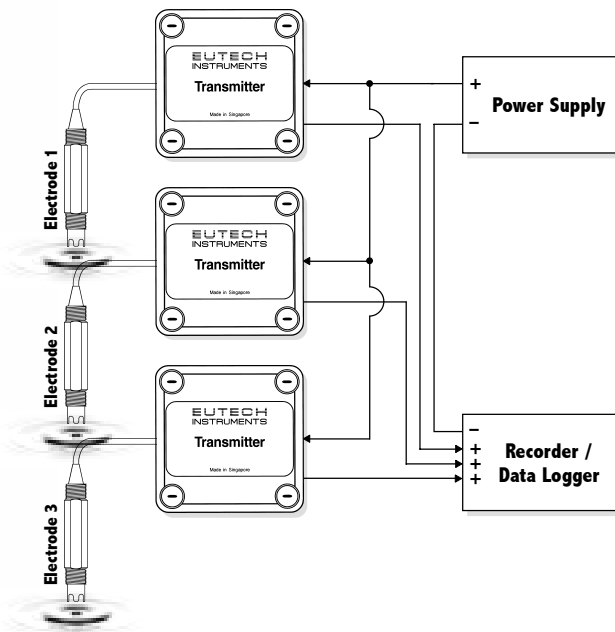 EUTECH
INSTRUMENTS
Transmitter
Made in Singapore
Electrode 1
+
−
Power Supply
EUTECH
INSTRUMENTS
Transmitter
Made in Singapore
Electrode 2
EUTECH
INSTRUMENTS
Transmitter
Made in Singapore
Electrode 3
−
+
+
+
Recorder /
Data Logger